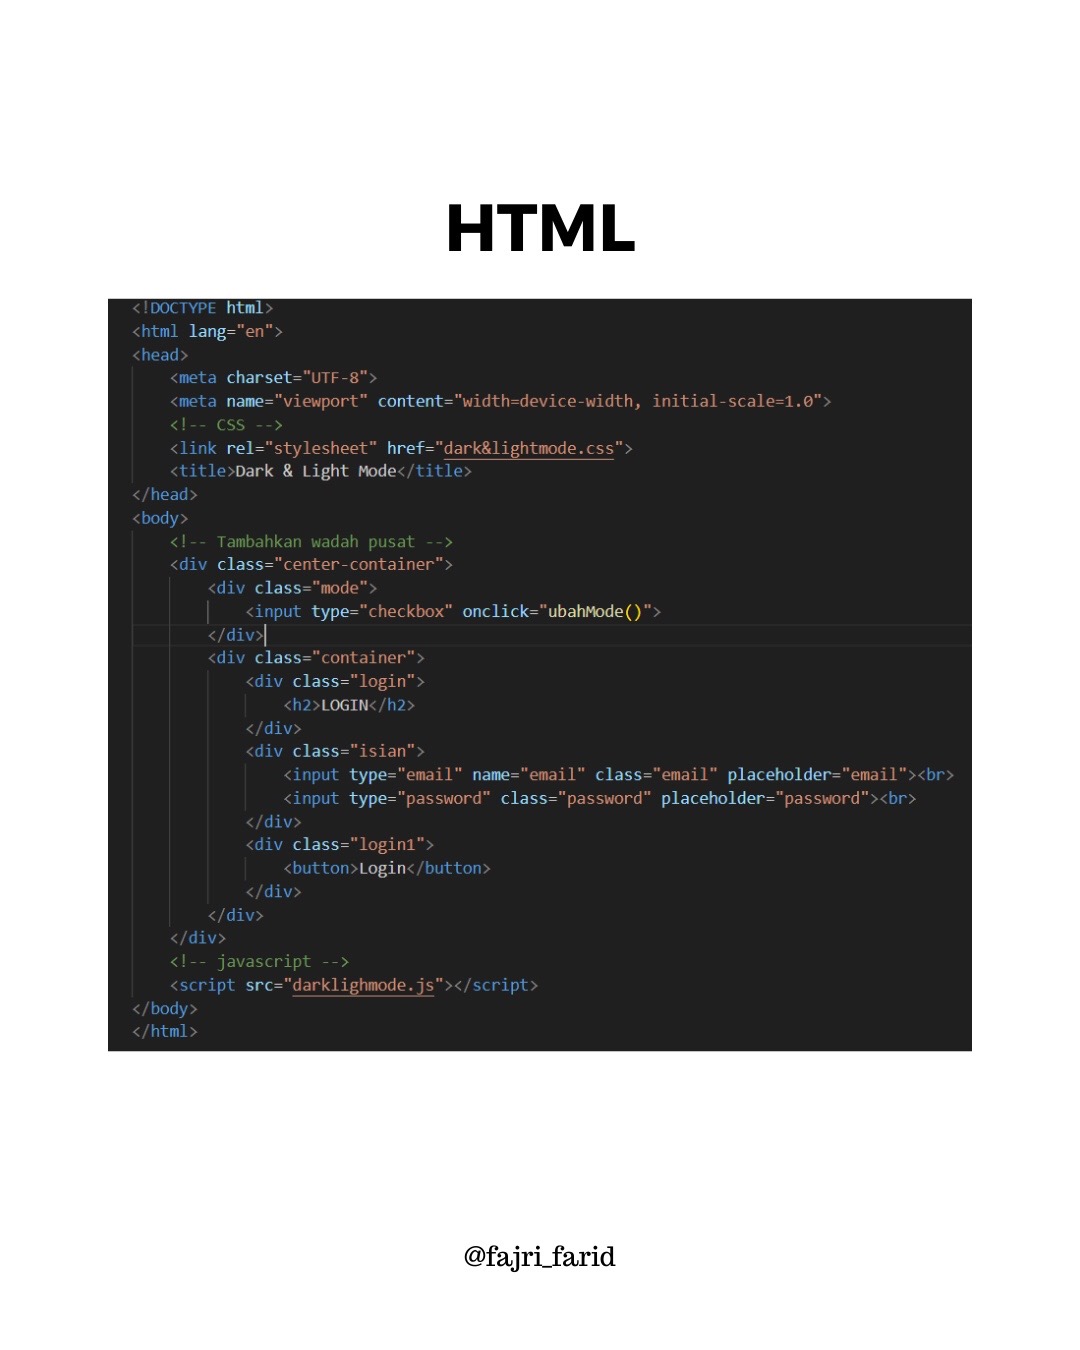 HTML
<!DOCTYPE html>
<html lang="en">
<head>
    <meta charset="UTF-8">
    <meta name="viewport" content="width=device-width, initial-scale=1.0">
    <!-- CSS -->
    <link rel="stylesheet" href="dark&lightmode.css">
    <title>Dark & Light Mode</title>
</head>
<body>
    <!-- Tambahkan wadah pusat -->
    <div class="center-container">
        <div class="mode">
            <input type="checkbox" onclick="ubahMode()">
        </div>
        <div class="container">
            <div class="login">
                <h2>LOGIN</h2>
            </div>
            <div class="isian">
                <input type="email" name="email" class="email" placeholder="email"><br>
                <input type="password" class="password" placeholder="password"><br>
            </div>
            <div class="login1">
                <button>Login</button>
            </div>
        </div>
    </div>
    <!-- javascript -->
    <script src="darklighmode.js"></script>
</body>
</html>
@fajri_farid